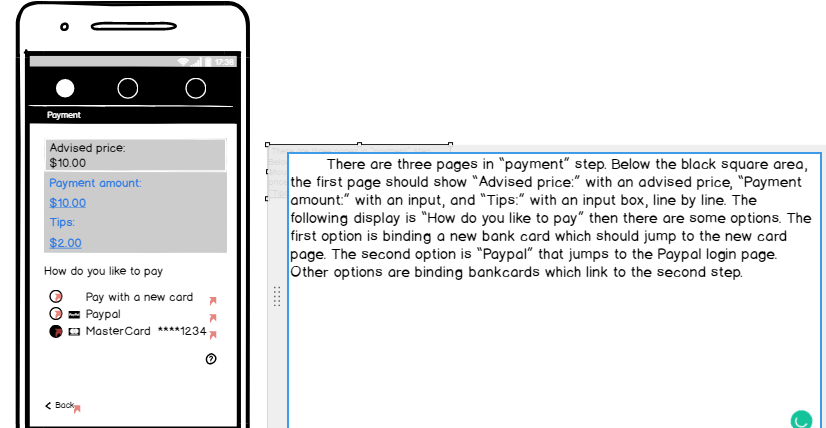 17:38
Payment
Advised price:
$10.00
Payment amount:
$10.00
Tips:
$2.00
How do you like to pay
Pay with a new card
Paypal
MasterCard ****1234
?
< Back
There are three pages in "payment" step. Below the black square area,
the first page should show "Advised price:" with an advised price, "Payment
amount:" with an input, and "Tips:" with an input box, line by line. The
following display is "How do you like to pay" then there are some options. The
first option is binding a new bank card which should jump to the new card
page. The second option is "Paypal" that jumps to the Paypal login page.
Other options are binding bankcards which link to the second step.